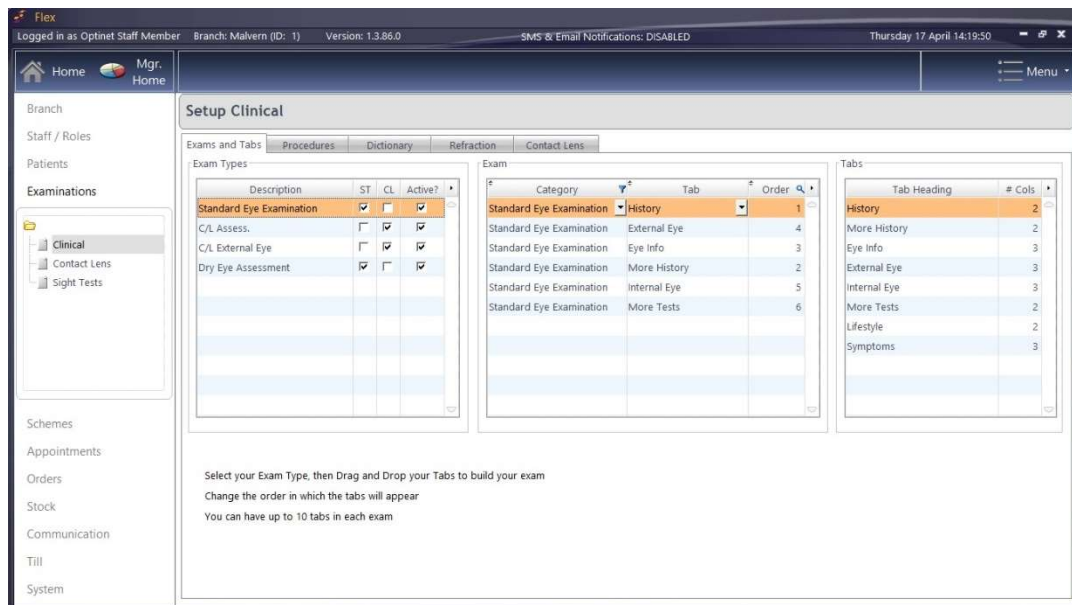 Flex
Logged in as Optinet Staff Member Branch: Malvern (ID: 1) Version: 1.3.86.0 SMS & Email Notifications: DISABLED Thursday 17 April 14:19:50
Home Mgr. Home Menu
Branch
Staff / Roles
Patients
Examinations
Clinical
Contact Lens
Sight Tests
Schemes
Appointments
Orders
Stock
Communication
Till
System
Setup Clinical
Exams and Tabs Procedures Dictionary Refraction Contact Lens
Exam Types
Description ST CL Active?
Standard Eye Examination
C/L Assess.
C/L External Eye
Dry Eye Assessment
Exam
Category Tab Order
Standard Eye Examination History 1
Standard Eye Examination External Eye 4
Standard Eye Examination Eye Info 3
Standard Eye Examination More History 2
Standard Eye Examination Internal Eye 5
Standard Eye Examination More Tests 6
Tabs
Tab Heading # Cols
History 2
More History 2
Eye Info 3
External Eye 3
Internal Eye 3
More Tests 2
Lifestyle 2
Symptoms 3
Select your Exam Type, then Drag and Drop your Tabs to build your exam
Change the order in which the tabs will appear
You can have up to 10 tabs in each exam